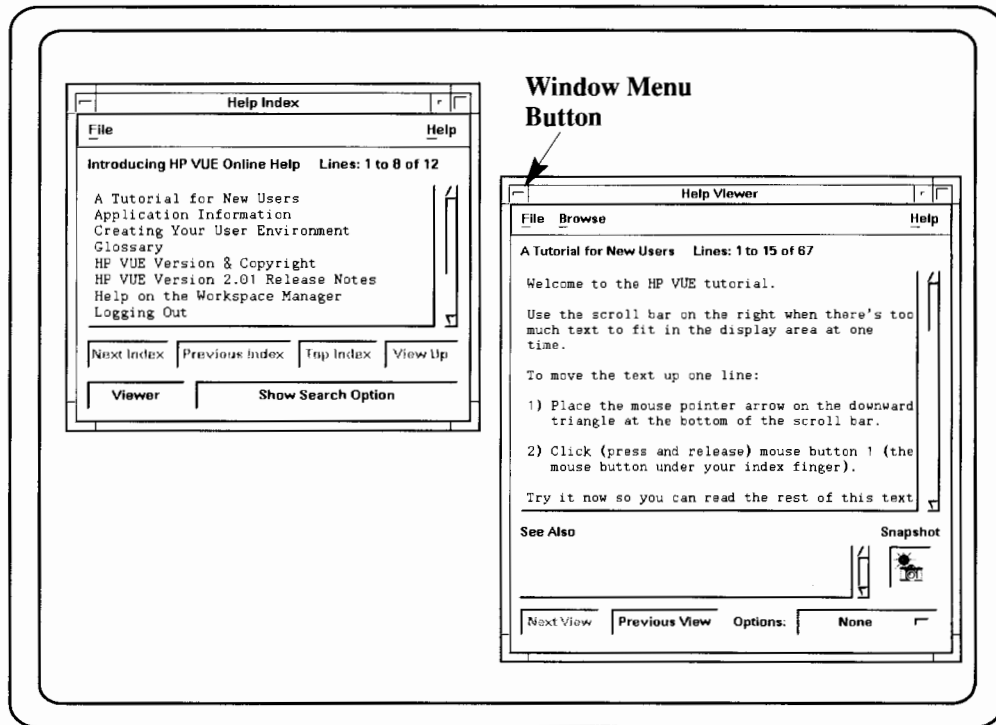 Window Menu
Button
Help Index
File Help
Introducing HP VUE Online Help Lines: 1 to 8 of 12
A Tutorial for New Users
Application Information
Creating Your User Environment
Glossary
HP VUE Version & Copyright
HP VUE Version 2.01 Release Notes
Help on the Workspace Manager
Logging Out
Next Index Previous Index Top Index View Up
Viewer Show Search Option
Help Viewer
File Browse Help
A Tutorial for New Users Lines: 1 to 15 of 67
Welcome to the HP VUE tutorial.
Use the scroll bar on the right when there's too
much text to fit in the display area at one
time.
To move the text up one line:
1) Place the mouse pointer arrow on the downward
triangle at the bottom of the scroll bar.
2) Click (press and release) mouse button 1 (the
mouse button under your index finger).
Try it now so you can read the rest of this text
See Also Snapshot
Next View Previous View Options: None